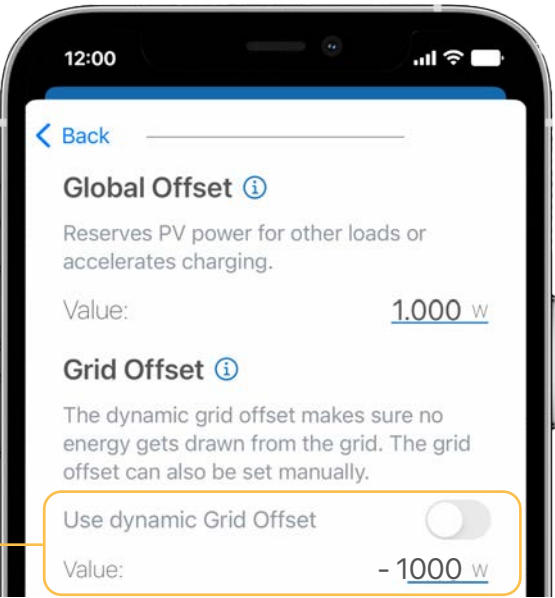 12:00
Back
Global Offset
Reserves PV power for other loads or
accelerates charging.
Value: 1.000 W
Grid Offset
The dynamic grid offset makes sure no
energy gets drawn from the grid. The grid
offset can also be set manually.
Use dynamic Grid Offset
Value: - 1000 W